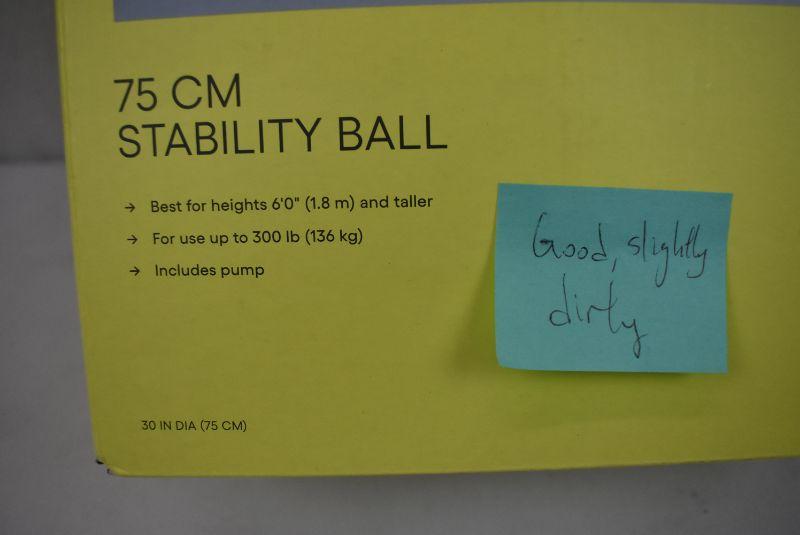 75 CM
STABILITY BALL
→ Best for heights 6'0" (1.8 m) and taller
→ For use up to 300 lb (136 kg)
→ Includes pump
Good, slightly
dirty
30 IN DIA (75 CM)